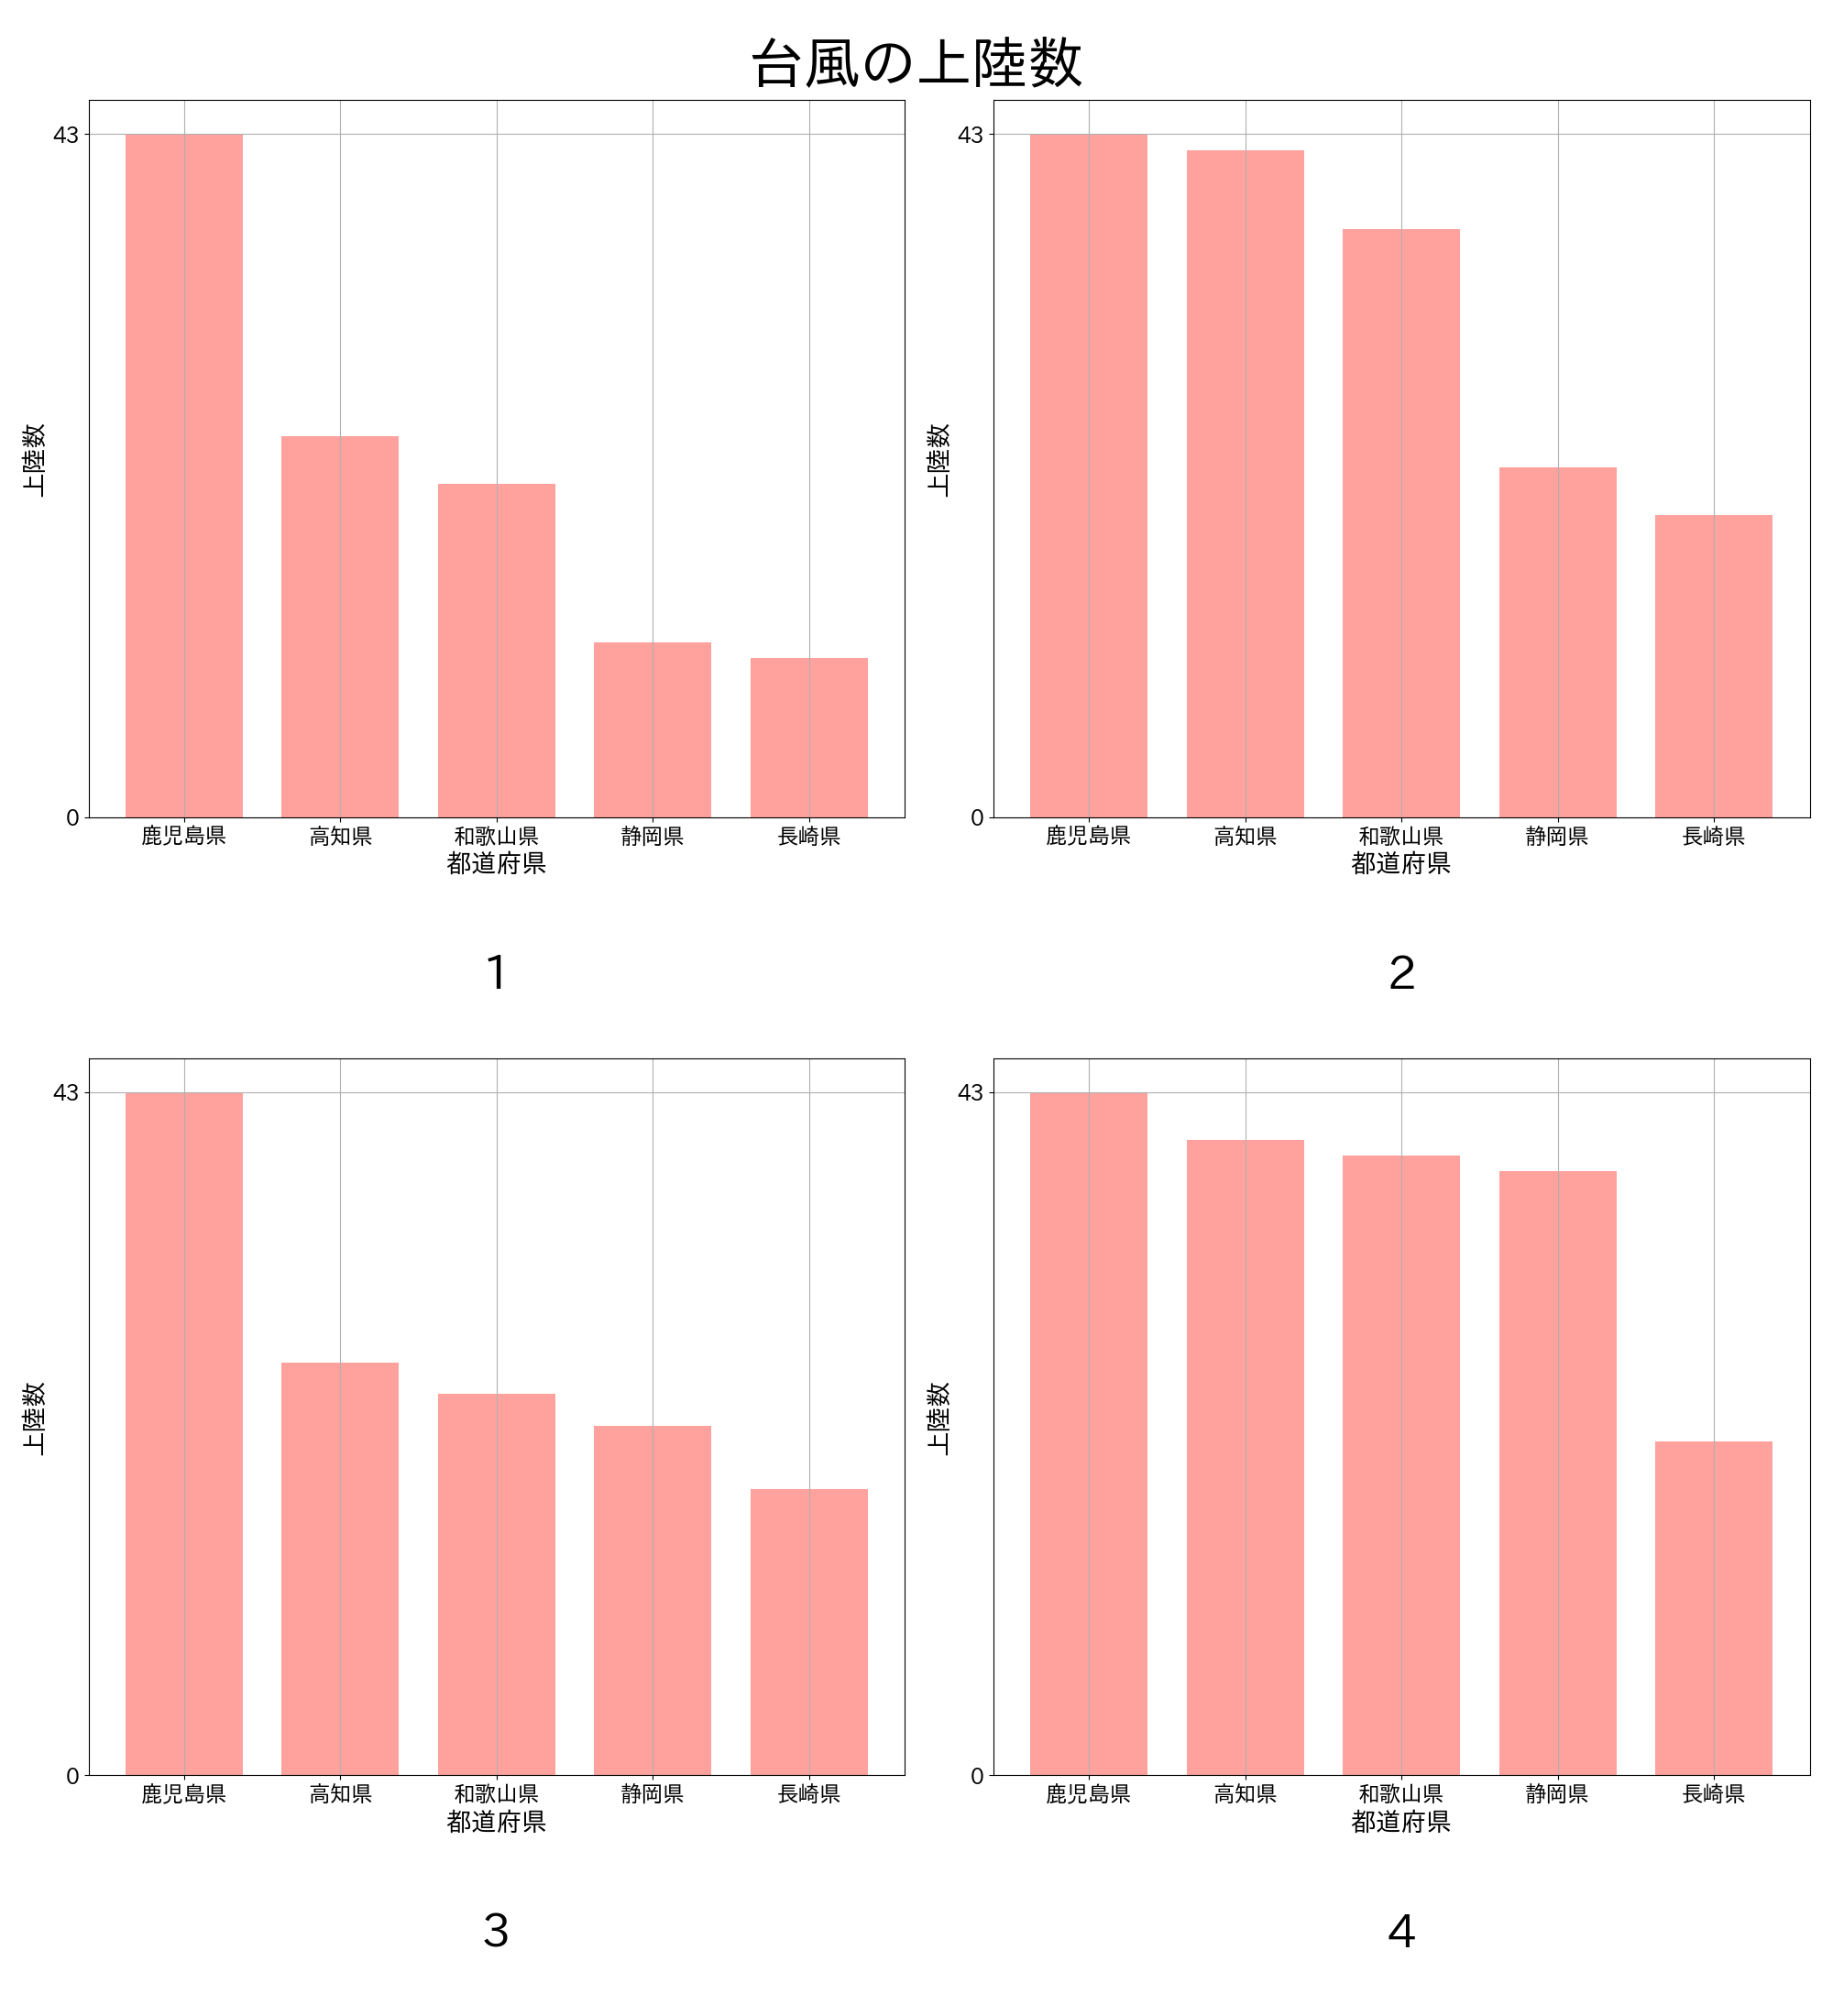 台風の上陸数
43
0
上陸数
鹿児島県 高知県 和歌山県 静岡県 長崎県
都道府県
1
43
0
上陸数
鹿児島県 高知県 和歌山県 静岡県 長崎県
都道府県
2
43
0
上陸数
鹿児島県 高知県 和歌山県 静岡県 長崎県
都道府県
3
43
0
上陸数
鹿児島県 高知県 和歌山県 静岡県 長崎県
都道府県
4